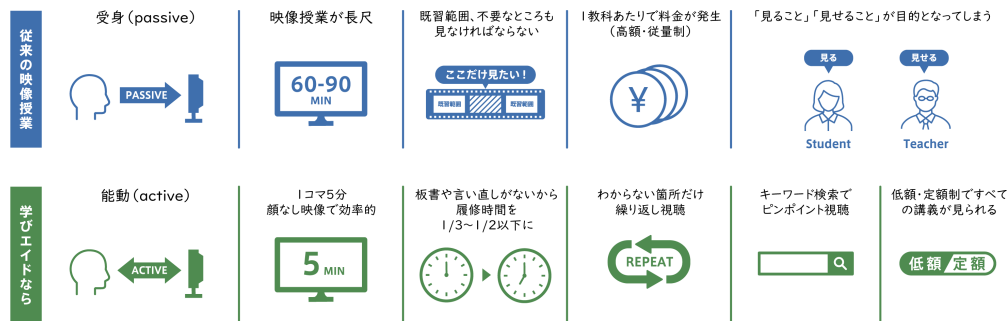 従来の映像授業
受身(passive)
PASSIVE
映像授業が長尺
60-90
MIN
既習範囲、不要なところも
見なければならない
ここだけ見たい！
既習範囲
既習範囲
1教科あたりで料金が発生
(高額・従量制)
¥
「見ること」「見せること」が目的となってしまう
見る
Student
見せる
Teacher
学びエイドなら
能動(active)
ACTIVE
1コマ5分
顔なし映像で効率的
5 MIN
板書や言い直しがないから
履修時間を
1/3〜1/2以下に
わからない箇所だけ
繰り返し視聴
REPEAT
キーワード検索で
ピンポイント視聴
低額・定額制ですべて
の講義が見られる
低額/定額